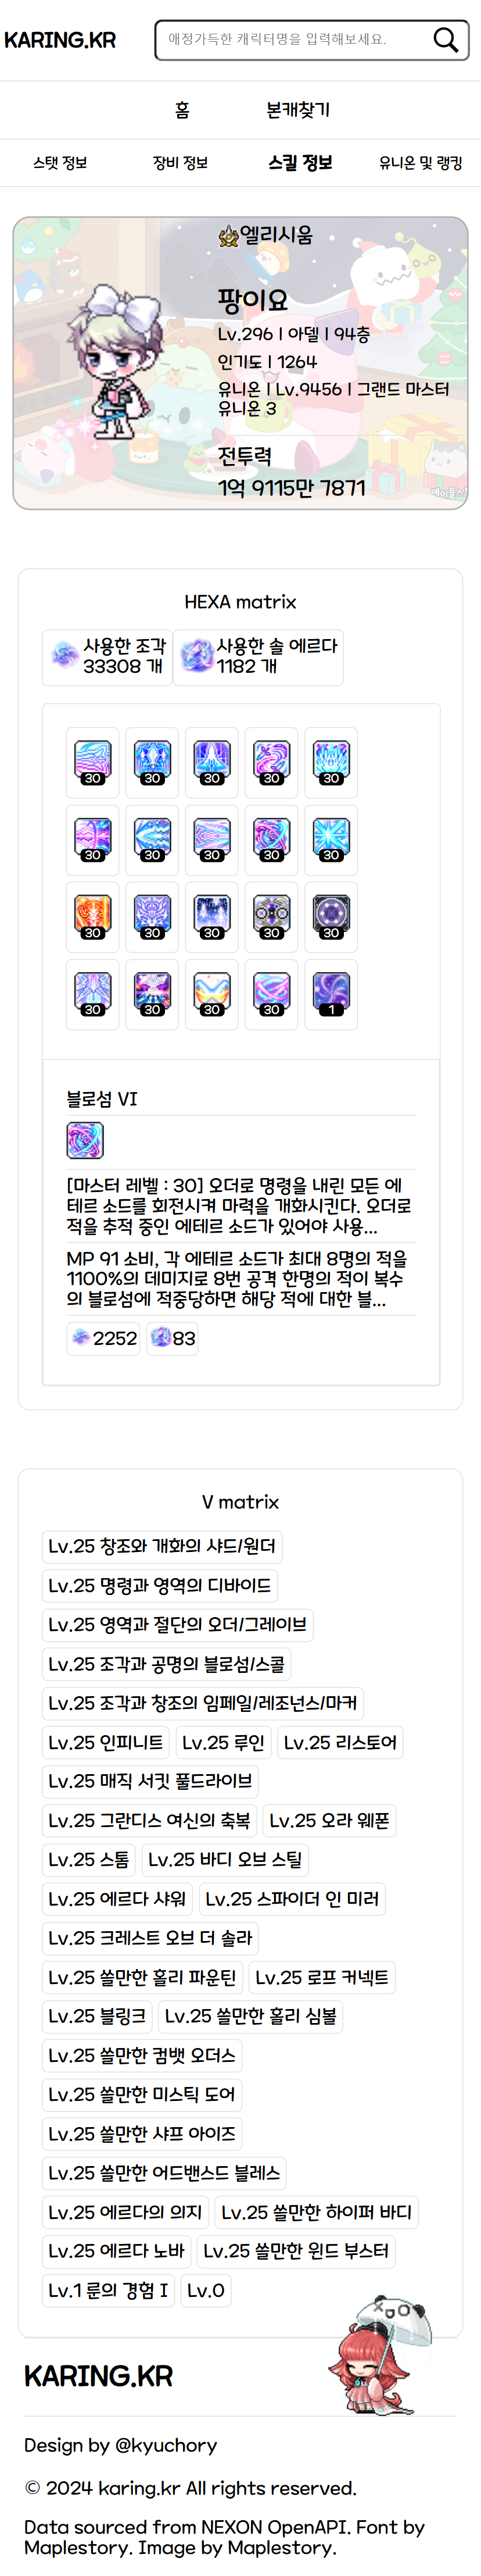 KARING.KR
애정가득한 캐릭터명을 입력해보세요.
홈 본캐찾기
스탯 정보 장비 정보 스킬 정보 유니온 및 랭킹
엘리시움
팡이요
Lv.296 | 아델 | 94층
인기도 | 1264
유니온 | Lv.9456 | 그랜드 마스터
유니온 3
전투력
1억 9115만 7871
HEXA matrix
사용한 조각
33308 개
사용한 솔 에르다
1182 개
30 30 30 30 30
30 30 30 30 30
30 30 30 30 30
30 30 30 30 1
블로섬 VI
[마스터 레벨 : 30] 오더로 명령을 내린 모든 에
테르 소드를 회전시켜 마력을 개화시킨다. 오더로
적을 추적 중인 에테르 소드가 있어야 사용...
MP 91 소비, 각 에테르 소드가 최대 8명의 적을
1100%의 데미지로 8번 공격 한명의 적이 복수
의 블로섬에 적중당하면 해당 적에 대한 블...
2252 83
V matrix
Lv.25 창조와 개화의 샤드/원더
Lv.25 명령과 영역의 디바이드
Lv.25 영역과 절단의 오더/그레이브
Lv.25 조각과 공명의 블로섬/스콜
Lv.25 조각과 창조의 임페일/레조넌스/마커
Lv.25 인피니트 Lv.25 루인 Lv.25 리스토어
Lv.25 매직 서킷 풀드라이브
Lv.25 그란디스 여신의 축복 Lv.25 오라 웨폰
Lv.25 스톰 Lv.25 바디 오브 스틸
Lv.25 에르다 샤워 Lv.25 스파이더 인 미러
Lv.25 크레스트 오브 더 솔라
Lv.25 쓸만한 홀리 파운틴 Lv.25 로프 커넥트
Lv.25 블링크 Lv.25 쓸만한 홀리 심볼
Lv.25 쓸만한 컴뱃 오더스
Lv.25 쓸만한 미스틱 도어
Lv.25 쓸만한 샤프 아이즈
Lv.25 쓸만한 어드밴스드 블레스
Lv.25 에르다의 의지 Lv.25 쓸만한 하이퍼 바디
Lv.25 에르다 노바 Lv.25 쓸만한 윈드 부스터
Lv.1 룬의 경험 I Lv.0
KARING.KR
Design by @kyuchory
© 2024 karing.kr All rights reserved.
Data sourced from NEXON OpenAPI. Font by
Maplestory. Image by Maplestory.